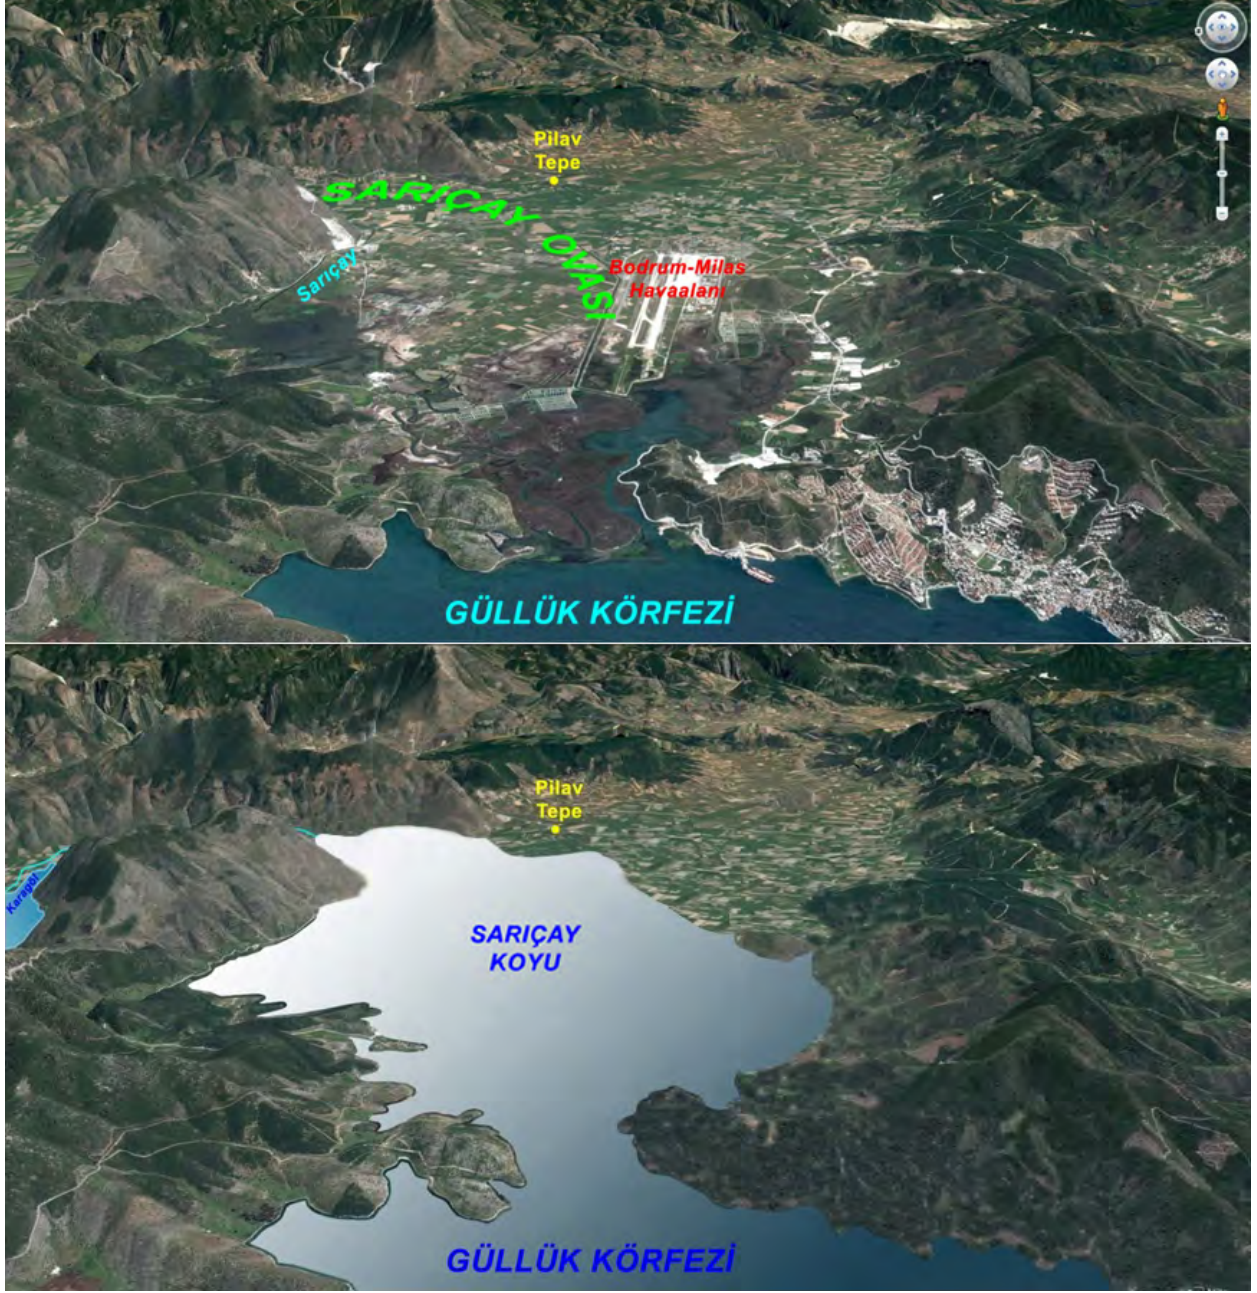 Pilav
Tepe
SARIÇAY OVASI
Sarıçay
Bodrum-Milas
Havaalanı
GÜLLÜK KÖRFEZİ
Pilav
Tepe
Karagöl
SARIÇAY
KOYU
GÜLLÜK KÖRFEZİ